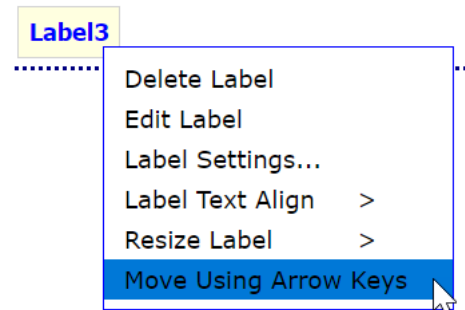 Label3
Delete Label
Edit Label
Label Settings...
Label Text Align >
Resize Label >
Move Using Arrow Keys